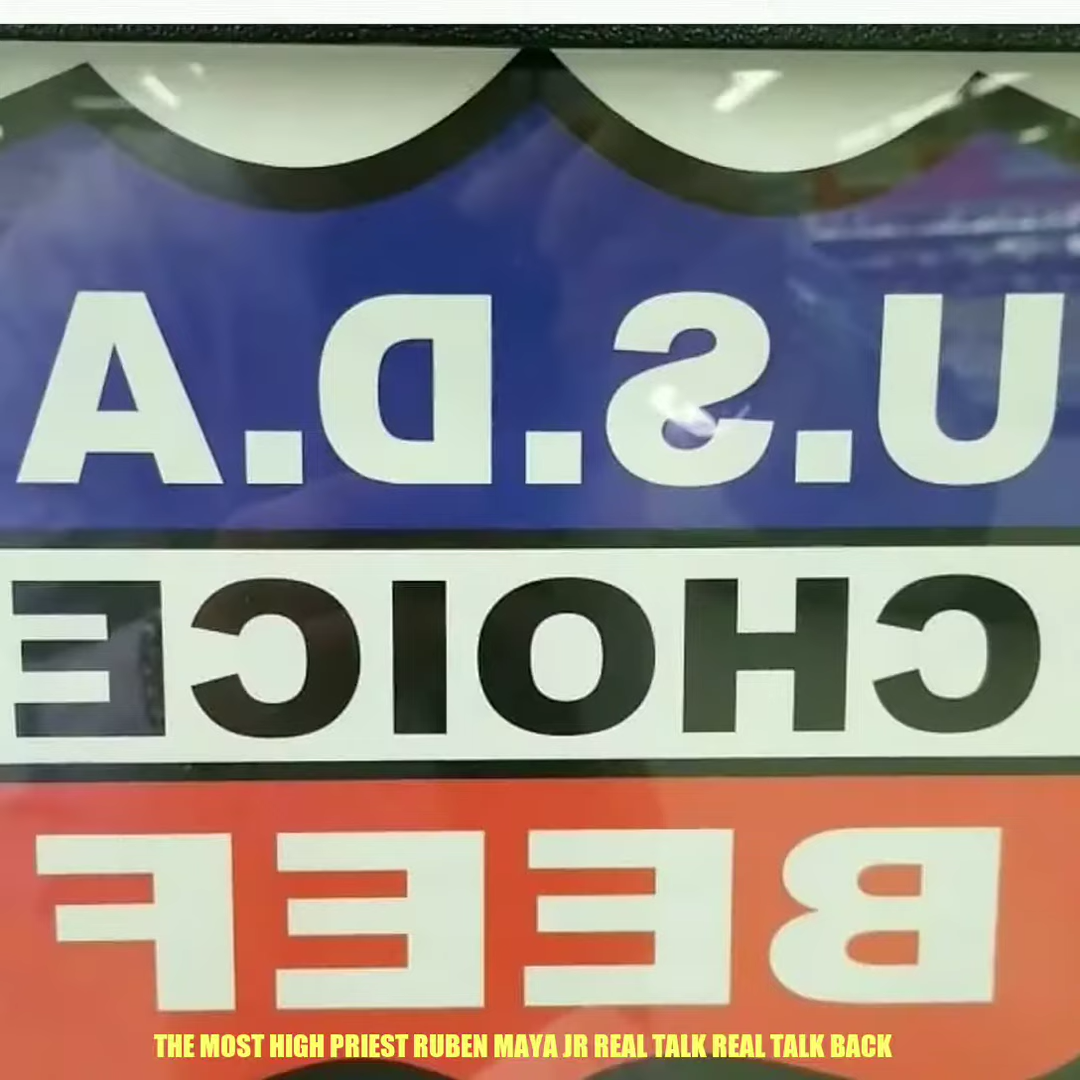 U.S.D.A
CHOICE
BEEF
THE MOST HIGH PRIEST RUBEN MAYA JR REAL TALK REAL TALK BACK